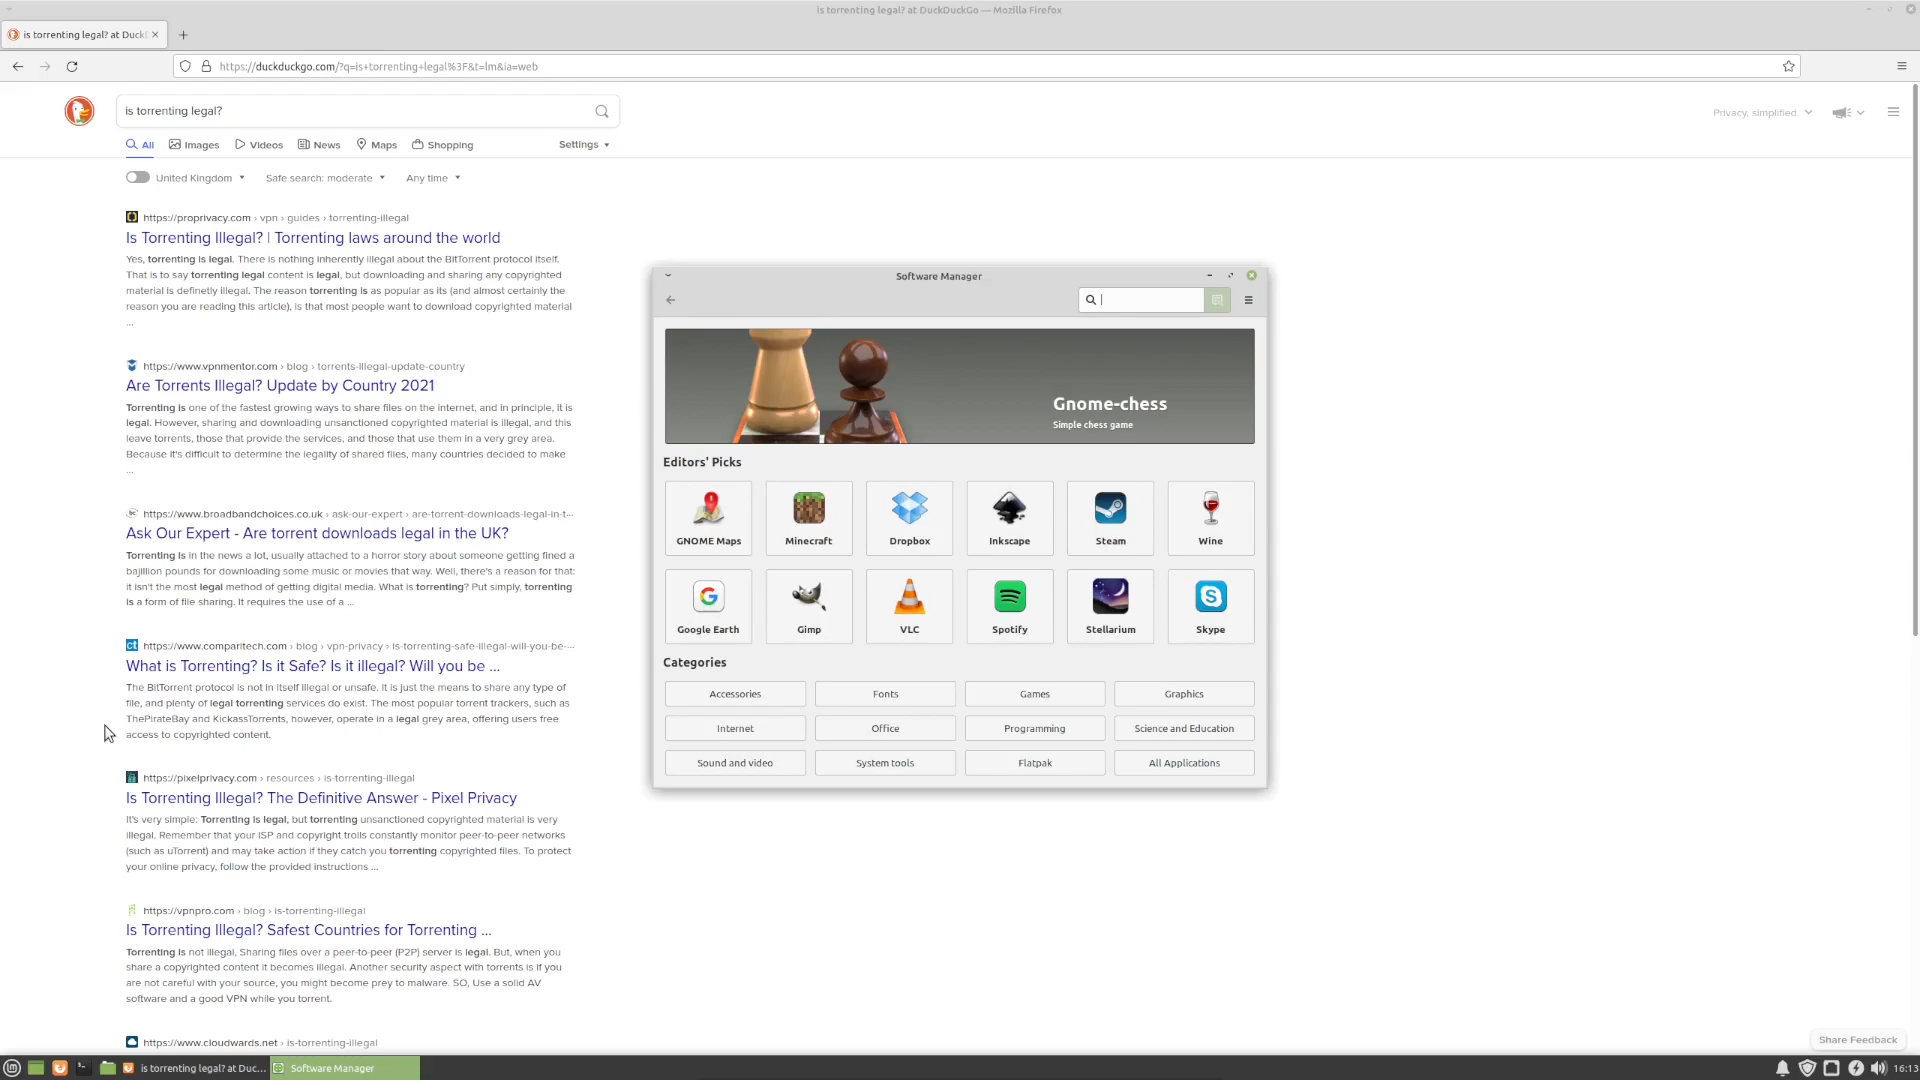 is torrenting legal? at DuckDuckGo — Mozilla Firefox
is torrenting legal? at Duck
https://duckduckgo.com/?q=is+torrenting+legal%3F&t=lm&ia=web
is torrenting legal?
Privacy, simplified.
All Images Videos News Maps Shopping Settings
United Kingdom Safe search: moderate Any time
https://proprivacy.com › vpn › guides › torrenting-illegal
Is Torrenting Illegal? | Torrenting laws around the world
Yes, torrenting is legal. There is nothing inherently illegal about the BitTorrent protocol itself.
That is to say torrenting legal content is legal, but downloading and sharing any copyrighted
material is definetly illegal. The reason torrenting is as popular as its (and almost certainly the
reason you are reading this article), is that most people want to download copyrighted material
...
https://www.vpnmentor.com › blog › torrents-illegal-update-country
Are Torrents Illegal? Update by Country 2021
Torrenting is one of the fastest growing ways to share files on the internet, and in principle, it is
legal. However, sharing and downloading unsanctioned copyrighted material is illegal, and this
leave torrents, those that provide the services, and those that use them in a very grey area.
Because it's difficult to determine the legality of shared files, many countries decided to make
...
https://www.broadbandchoices.co.uk › ask-our-expert › are-torrent-downloads-legal-in-t...
Ask Our Expert - Are torrent downloads legal in the UK?
Torrenting is in the news a lot, usually attached to a horror story about someone getting fined a
bajillion pounds for downloading some music or movies that way. Well, there's a reason for that:
it isn't the most legal method of getting digital media. What is torrenting? Put simply, torrenting
is a form of file sharing. It requires the use of a ...
https://www.comparitech.com › blog › vpn-privacy › is-torrenting-safe-illegal-will-you-be-...
What is Torrenting? Is it Safe? Is it illegal? Will you be ...
The BitTorrent protocol is not in itself illegal or unsafe. It is just the means to share any type of
file, and plenty of legal torrenting services do exist. The most popular torrent trackers, such as
ThePirateBay and KickassTorrents, however, operate in a legal grey area, offering users free
access to copyrighted content.
https://pixelprivacy.com › resources › is-torrenting-illegal
Is Torrenting Illegal? The Definitive Answer - Pixel Privacy
It's very simple: Torrenting is legal, but torrenting unsanctioned copyrighted material is very
illegal. Remember that your ISP and copyright trolls constantly monitor peer-to-peer networks
(such as uTorrent) and may take action if they catch you torrenting copyrighted files. To protect
your online privacy, follow the provided instructions ...
https://vpnpro.com › blog › is-torrenting-illegal
Is Torrenting Illegal? Safest Countries for Torrenting ...
Torrenting is not illegal, Sharing files over a peer-to-peer (P2P) server is legal. But, when you
share a copyrighted content it becomes illegal. Another security aspect with torrents is if you
are not careful with your source, you might become prey to malware. SO, Use a solid AV
software and a good VPN while you torrent.
https://www.cloudwards.net › is-torrenting-illegal
Software Manager
Gnome-chess
Simple chess game
Editors' Picks
GNOME Maps Minecraft Dropbox Inkscape Steam Wine
Google Earth Gimp VLC Spotify Stellarium Skype
Categories
Accessories Fonts Games Graphics
Internet Office Programming Science and Education
Sound and video System tools Flatpak All Applications
Share Feedback
is torrenting legal? at Duc... Software Manager 16:13